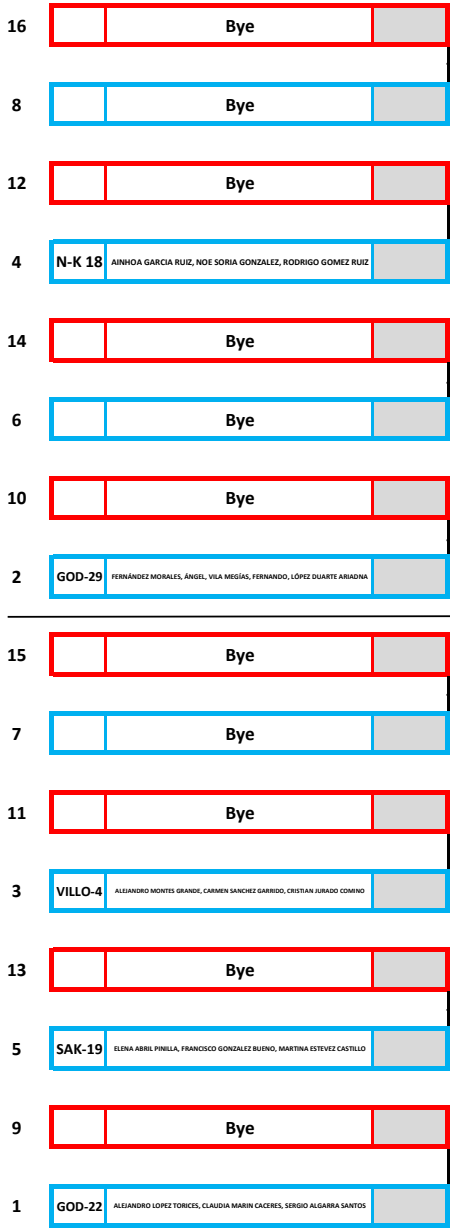 16 Bye
8 Bye
12 Bye
4 N-K 18 AINHOA GARCIA RUIZ, NOE SORIA GONZALEZ, RODRIGO GOMEZ RUIZ
14 Bye
6 Bye
10 Bye
2 GOD-29 FERNÁNDEZ MORALES, ÁNGEL, VILA MEGÍAS, FERNANDO, LÓPEZ DUARTE ARIADNA
15 Bye
7 Bye
11 Bye
3 VILLO-4 ALEJANDRO MONTES GRANDE, CARMEN SANCHEZ GARRIDO, CRISTIAN JURADO COMINO
13 Bye
5 SAK-19 ELENA ABRIL PINILLA, FRANCISCO GONZALEZ BUENO, MARTINA ESTEVEZ CASTILLO
9 Bye
1 GOD-22 ALEJANDRO LOPEZ TORICES, CLAUDIA MARIN CACERES, SERGIO ALGARRA SANTOS